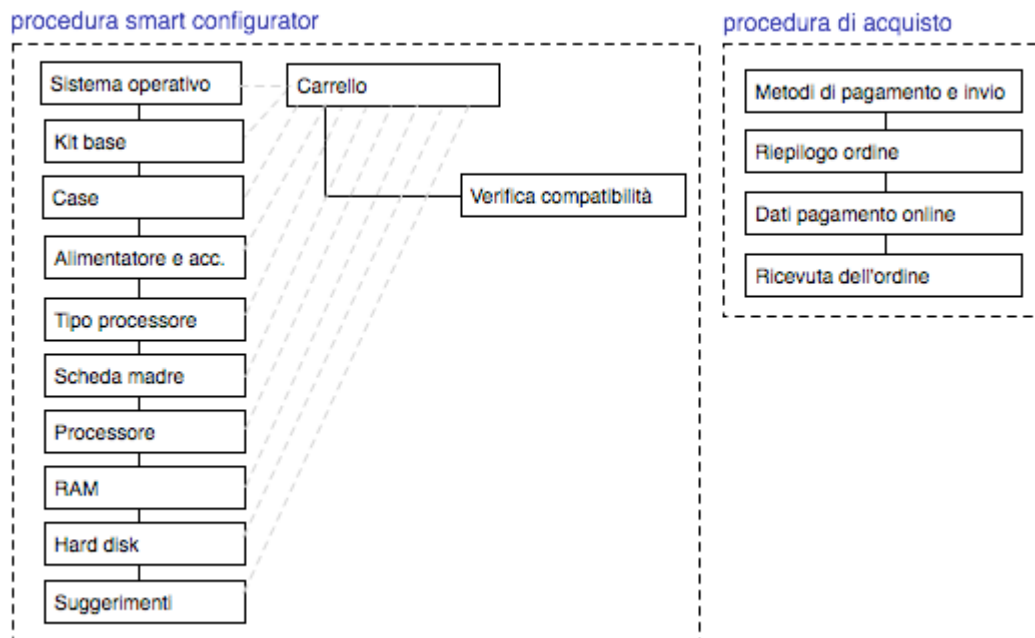 procedura smart configurator
Sistema operativo
Kit base
Case
Alimentatore e acc.
Tipo processore
Scheda madre
Processore
RAM
Hard disk
Suggerimenti
Carrello
Verifica compatibilità
procedura di acquisto
Metodi di pagamento e invio
Riepilogo ordine
Dati pagamento online
Ricevuta dell'ordine